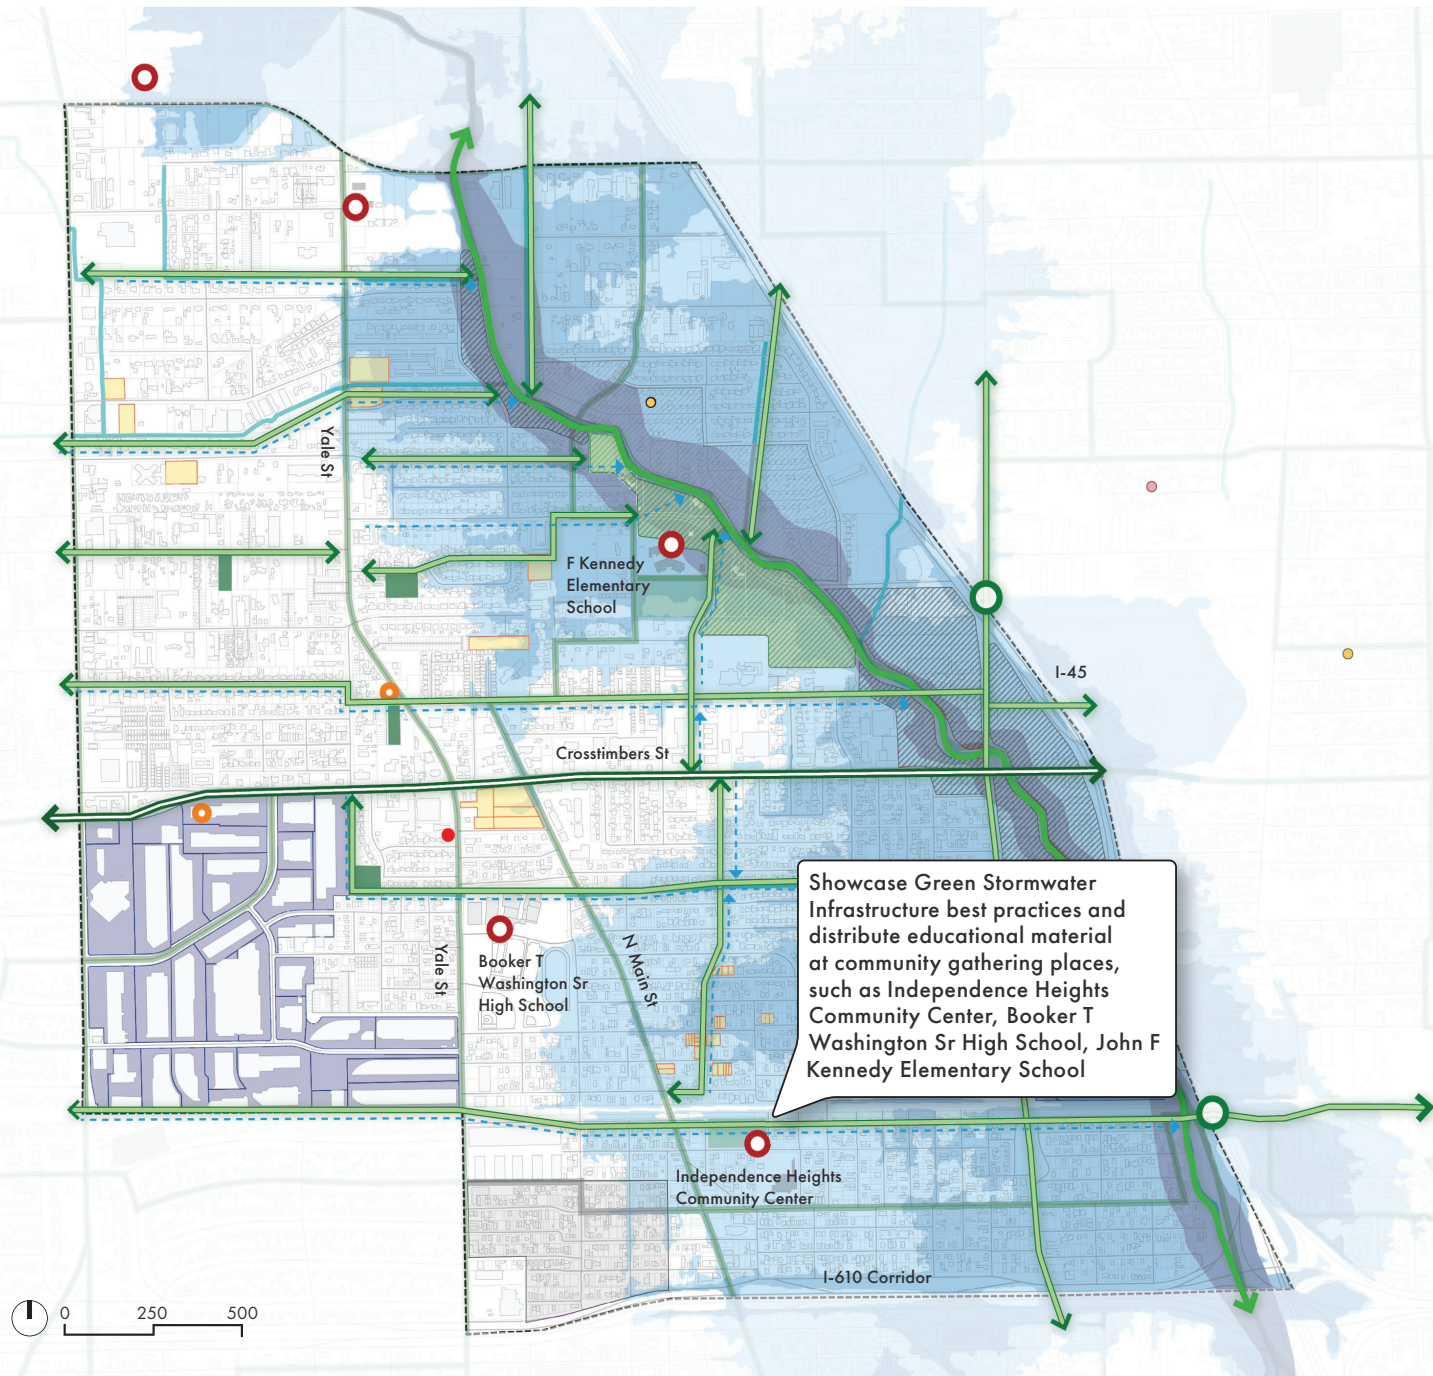 Yale St
F Kennedy
Elementary
School
I-45
Crosstimbers St
Showcase Green Stormwater
Infrastructure best practices and
distribute educational material
at community gathering places,
such as Independence Heights
Community Center, Booker T
Washington Sr High School, John F
Kennedy Elementary School
Yale St
Booker T
Washington Sr
High School
N Main St
Independence Heights
Community Center
I-610 Corridor
0 250 500